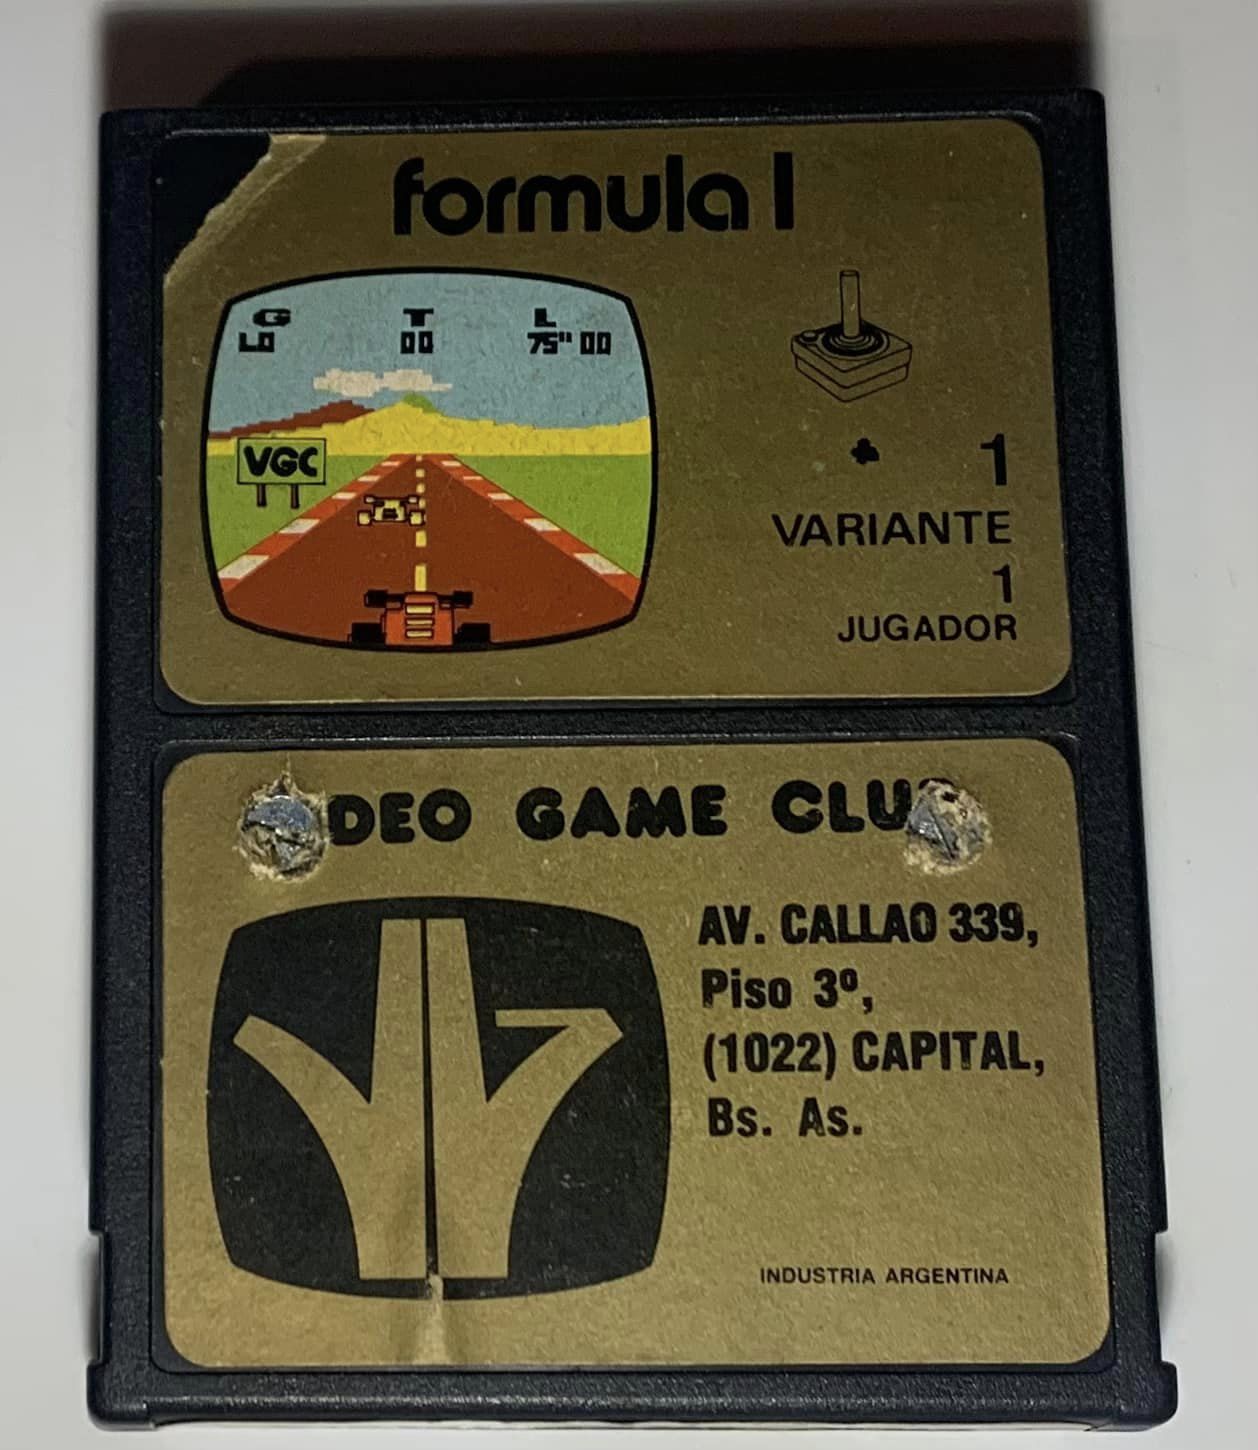 formula 1
G T L
LO 00 75" 00
VGC
1
VARIANTE
1
JUGADOR
DEO GAME CLU
AV. CALLAO 339,
Piso 3º,
(1022) CAPITAL,
Bs. As.
INDUSTRIA ARGENTINA